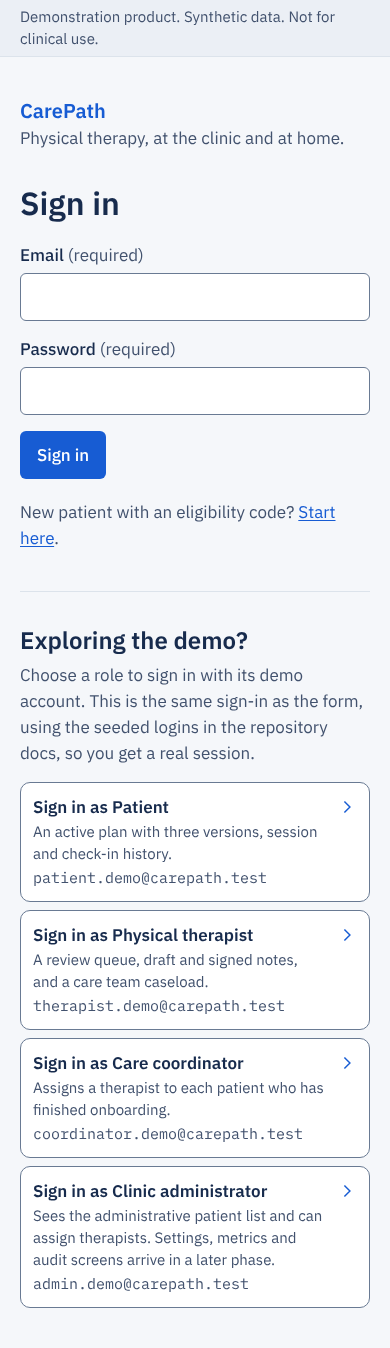 Demonstration product. Synthetic data. Not for
clinical use.
CarePath
Physical therapy, at the clinic and at home.
Sign in
Email (required)
Password (required)
Sign in
New patient with an eligibility code? Start
here.
Exploring the demo?
Choose a role to sign in with its demo
account. This is the same sign-in as the form,
using the seeded logins in the repository
docs, so you get a real session.
Sign in as Patient
An active plan with three versions, session
and check-in history.
patient.demo@carepath.test
Sign in as Physical therapist
A review queue, draft and signed notes,
and a care team caseload.
therapist.demo@carepath.test
Sign in as Care coordinator
Assigns a therapist to each patient who has
finished onboarding.
coordinator.demo@carepath.test
Sign in as Clinic administrator
Sees the administrative patient list and can
assign therapists. Settings, metrics and
audit screens arrive in a later phase.
admin.demo@carepath.test